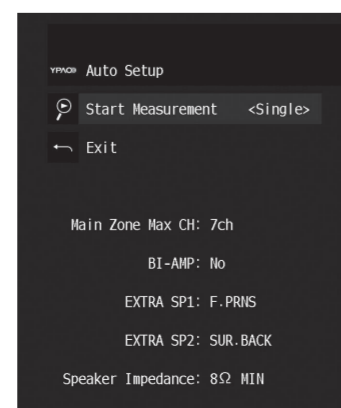 YPAO Auto Setup
Start Measurement <Single>
Exit
Main Zone Max CH: 7ch
BI-AMP: No
EXTRA SP1: F.PRNS
EXTRA SP2: SUR.BACK
Speaker Impedance: 8Ω MIN